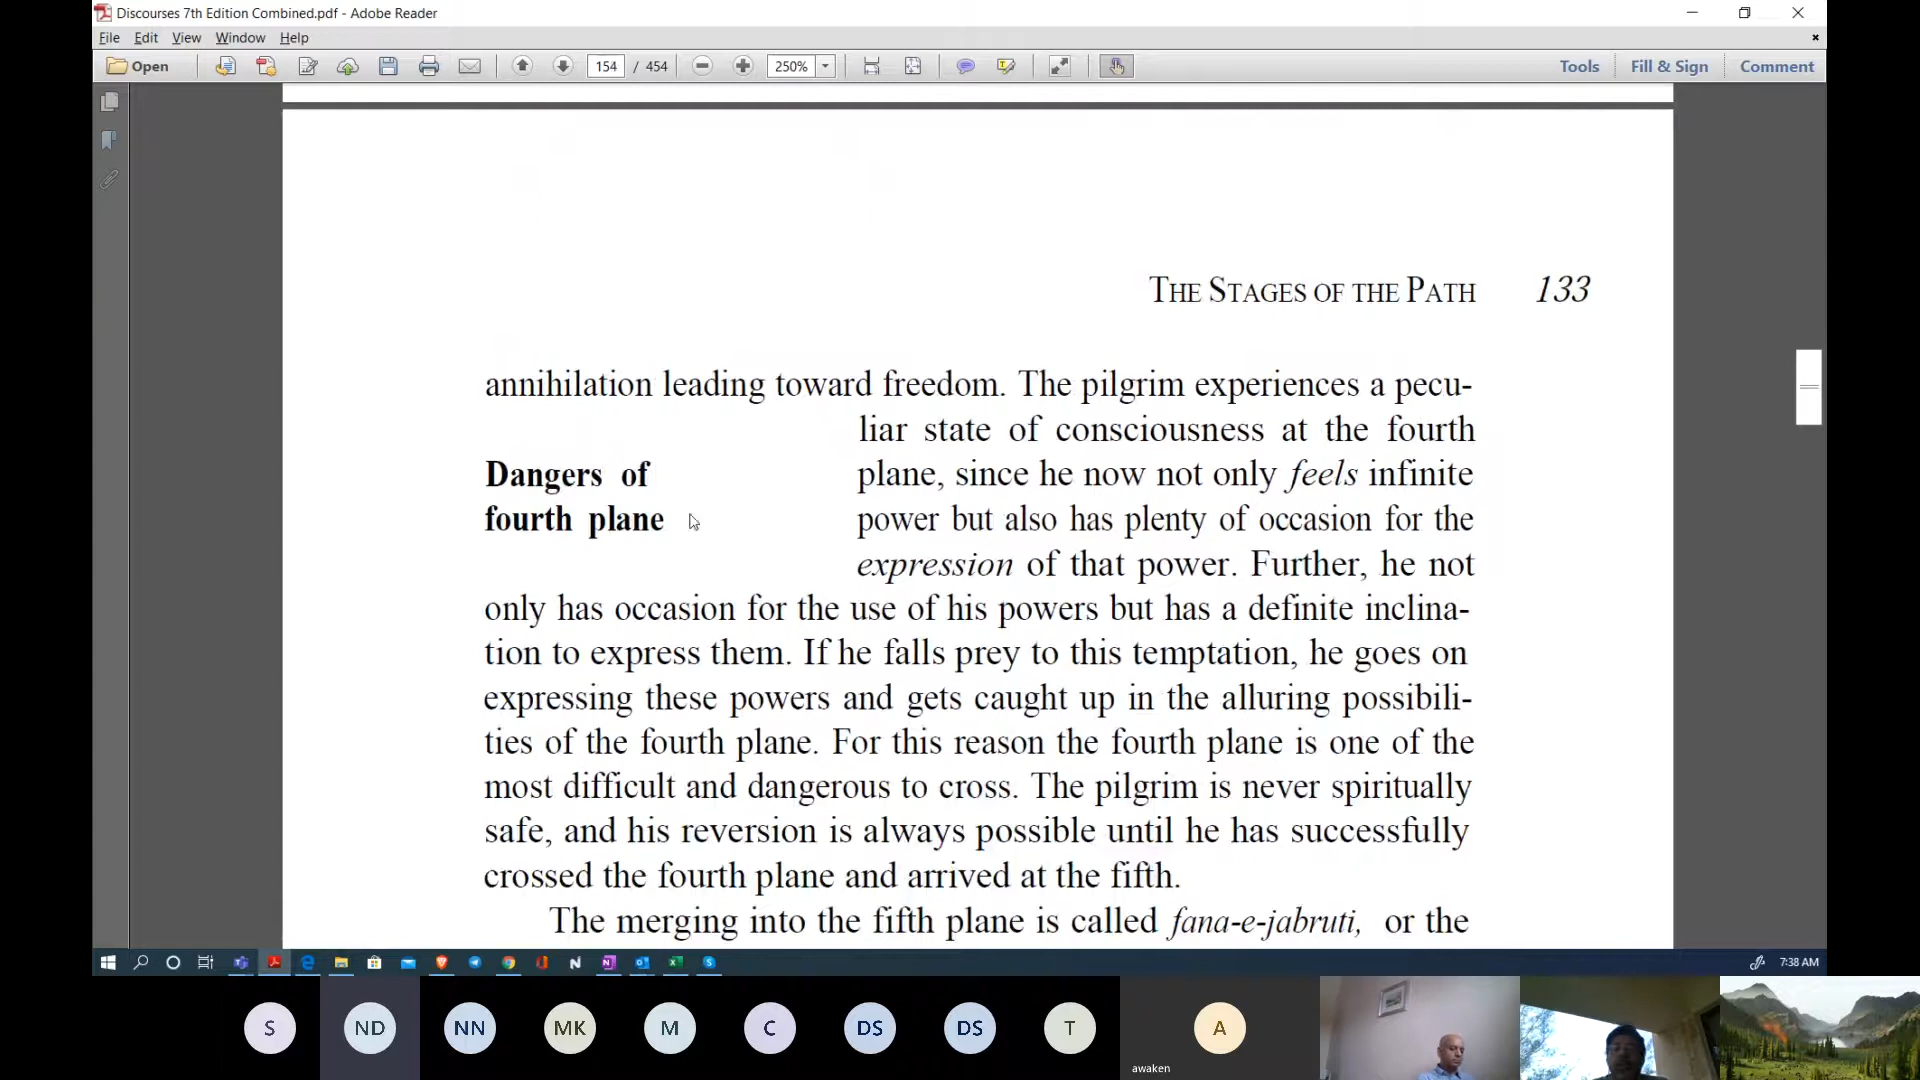 Discourses 7th Edition Combined.pdf - Adobe Reader
File Edit View Window Help
Open 154 / 454 250% Tools Fill & Sign Comment
THE STAGES OF THE PATH 133
annihilation leading toward freedom. The pilgrim experiences a pecu-
liar state of consciousness at the fourth
Dangers of
fourth plane
plane, since he now not only feels infinite
power but also has plenty of occasion for the
expression of that power. Further, he not
only has occasion for the use of his powers but has a definite inclina-
tion to express them. If he falls prey to this temptation, he goes on
expressing these powers and gets caught up in the alluring possibili-
ties of the fourth plane. For this reason the fourth plane is one of the
most difficult and dangerous to cross. The pilgrim is never spiritually
safe, and his reversion is always possible until he has successfully
crossed the fourth plane and arrived at the fifth.
The merging into the fifth plane is called fana-e-jabruti, or the
7:38 AM
S ND NN MK M C DS DS T A
awaken